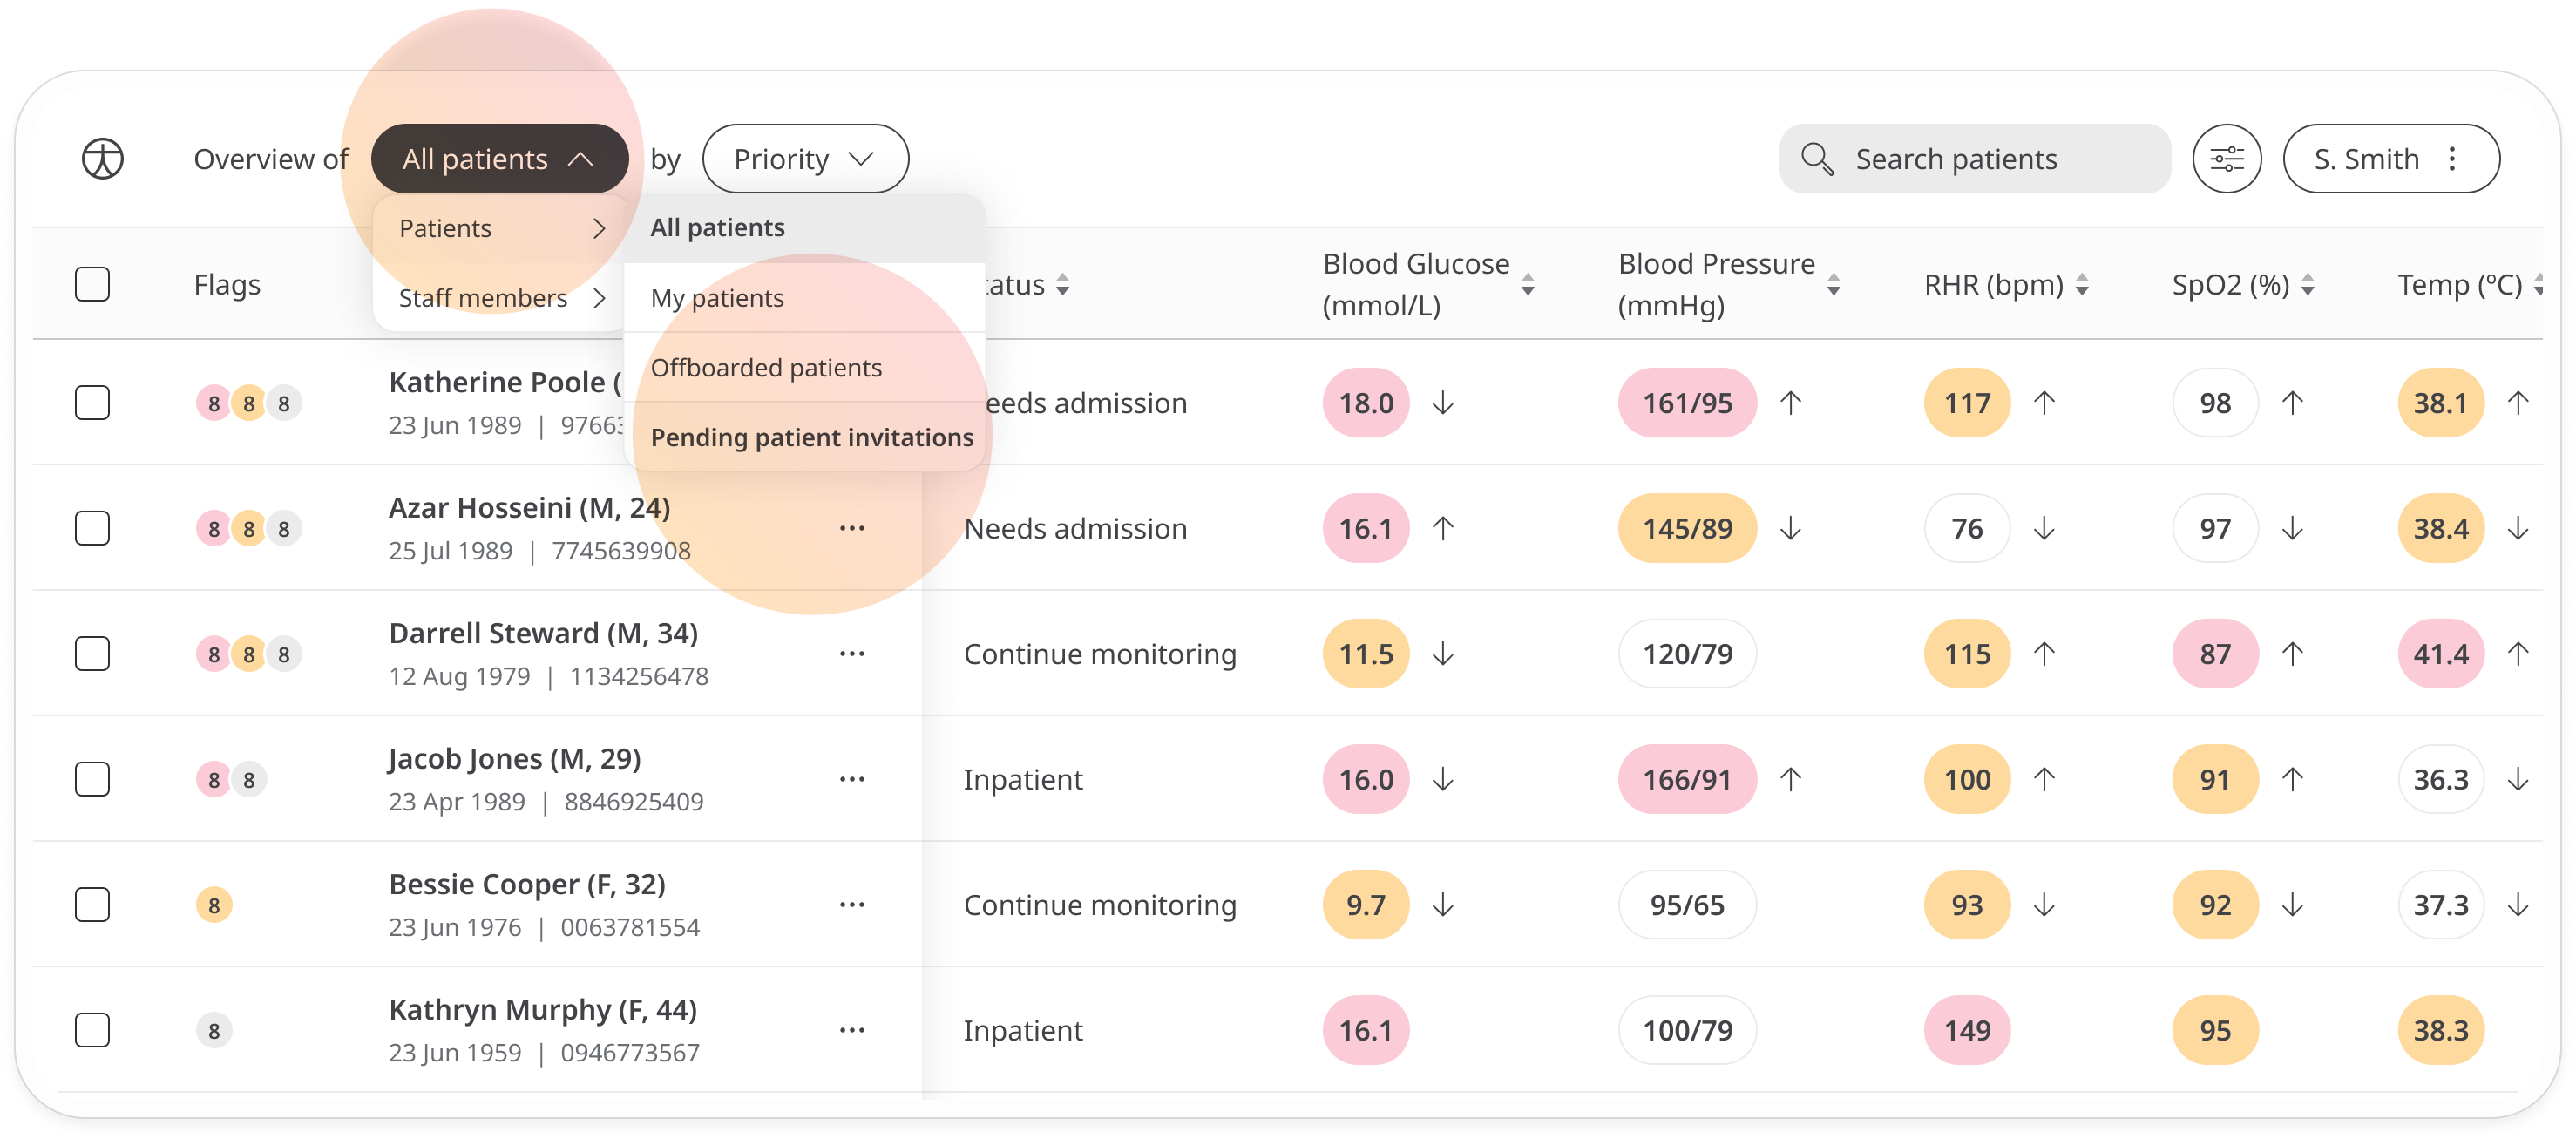 Overview of All patients by Priority Search patients S. Smith
Patients
Staff members
All patients
My patients
Offboarded patients
Pending patient invitations
Flags Blood Glucose (mmol/L) Blood Pressure (mmHg) RHR (bpm) SpO2 (%) Temp (ºC)
8 8 8 Katherine Poole ( admission 18.0 161/95 117 98 38.1
23 Jun 1989 |
8 8 8 Azar Hosseini (M, 24) Needs admission 16.1 145/89 76 97 38.4
25 Jul 1989 | 7745639908
8 8 8 Darrell Steward (M, 34) Continue monitoring 11.5 120/79 115 87 41.4
12 Aug 1979 | 1134256478
8 8 Jacob Jones (M, 29) Inpatient 16.0 166/91 100 91 36.3
23 Apr 1989 | 8846925409
8 Bessie Cooper (F, 32) Continue monitoring 9.7 95/65 93 92 37.3
23 Jun 1976 | 0063781554
8 Kathryn Murphy (F, 44) Inpatient 16.1 100/79 149 95 38.3
23 Jun 1959 | 0946773567